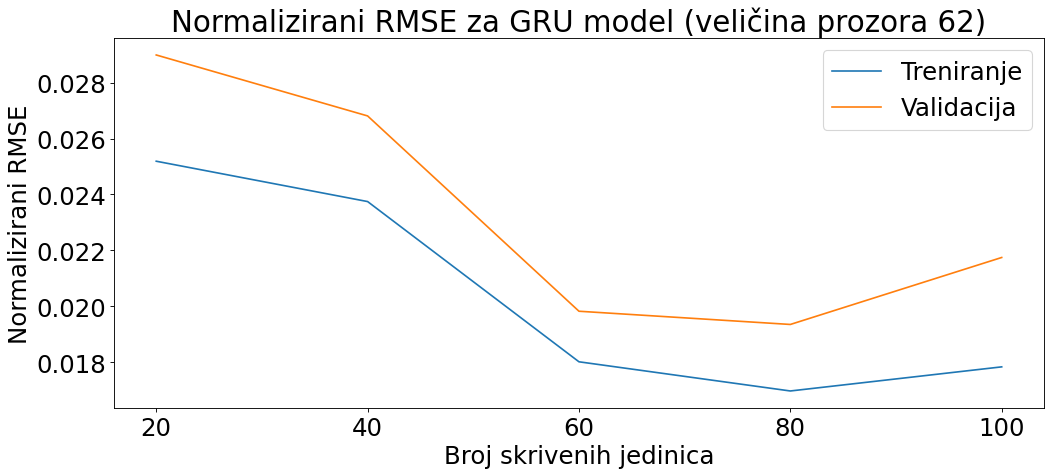 Normalizirani RMSE za GRU model (veličina prozora 62)
Treniranje
Validacija
Normalizirani RMSE
0.028
0.026
0.024
0.022
0.020
0.018
20 40 60 80 100
Broj skrivenih jedinica